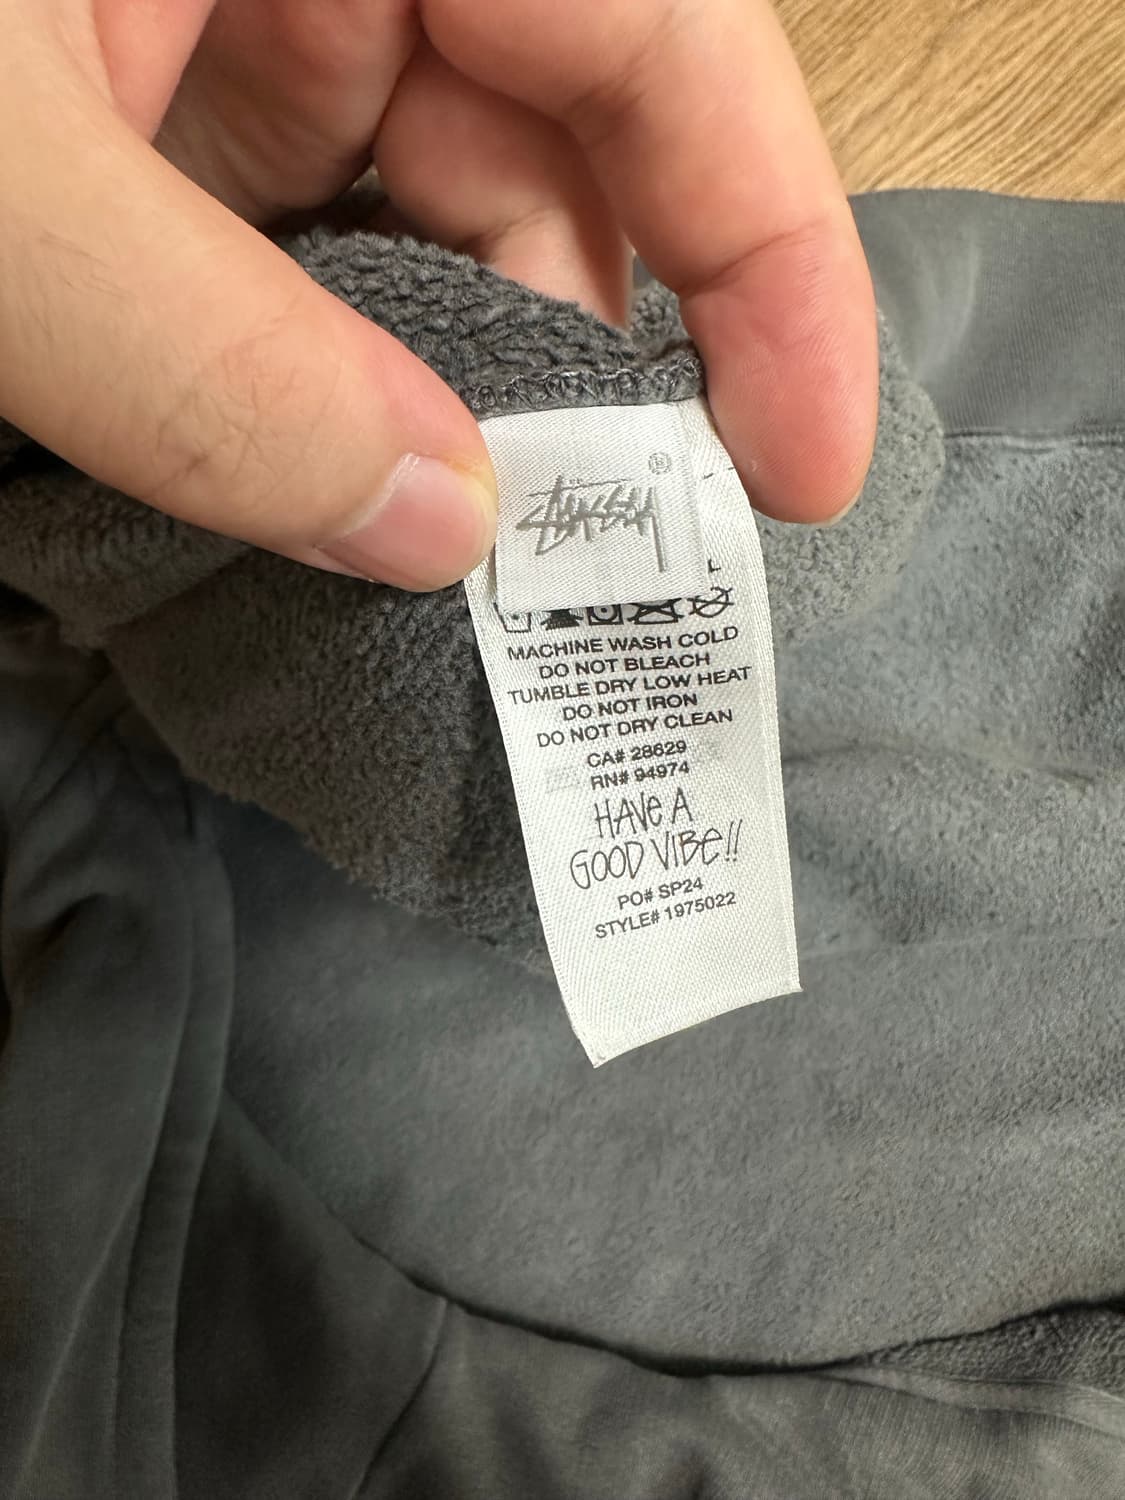 STÜSSY®
L
MACHINE WASH COLD
DO NOT BLEACH
TUMBLE DRY LOW HEAT
DO NOT IRON
DO NOT DRY CLEAN
CA# 28629
RN# 94974
HAVE A
GOOD VIBE!!
PO# SP24
STYLE# 1975022